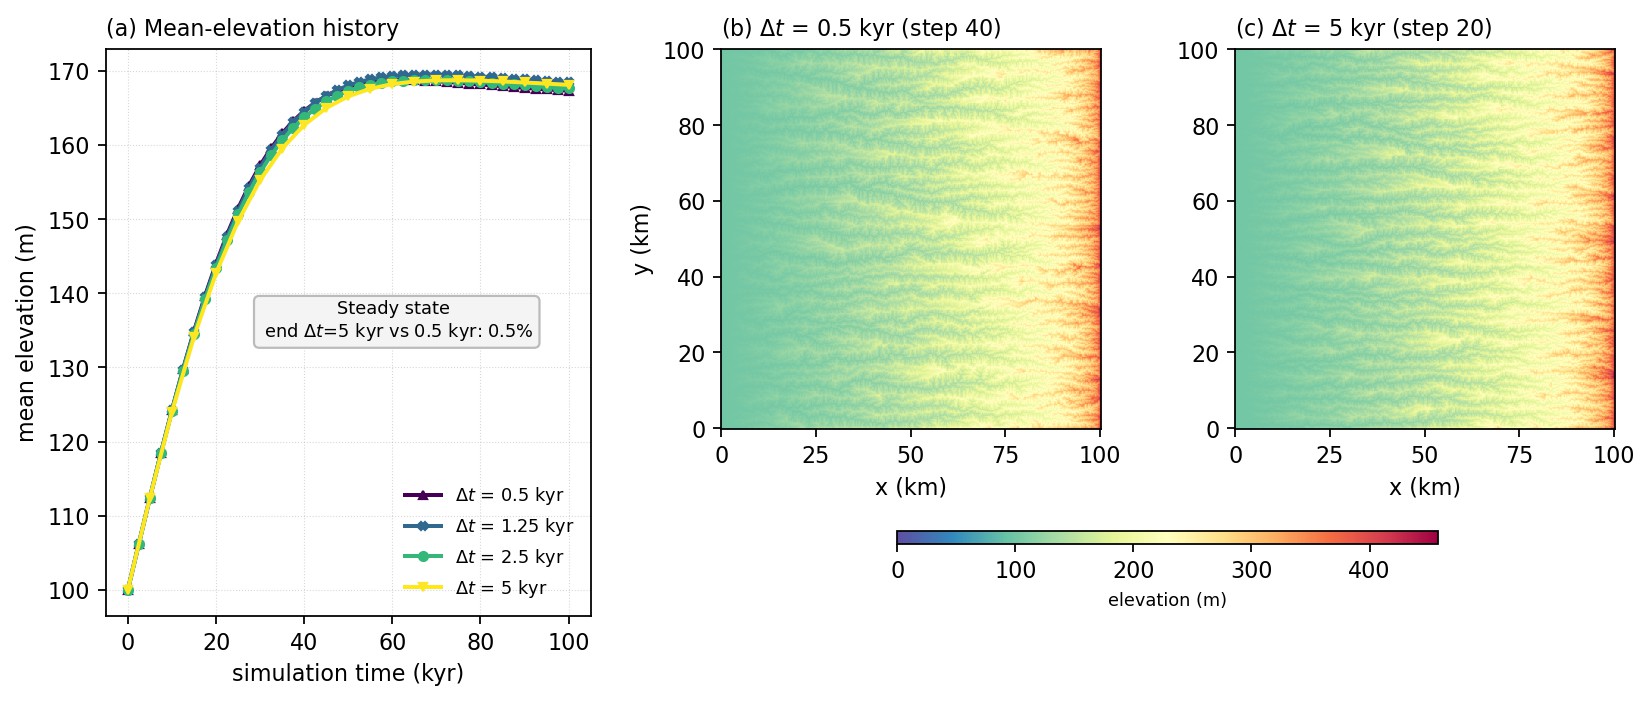 (a) Mean-elevation history
170
160
150
140
130
120
110
100
mean elevation (m)
Steady state
end Δt=5 kyr vs 0.5 kyr: 0.5%
Δt = 0.5 kyr
Δt = 1.25 kyr
Δt = 2.5 kyr
Δt = 5 kyr
0 20 40 60 80 100
simulation time (kyr)
(b) Δt = 0.5 kyr (step 40)
100
80
60
40
20
0
y (km)
0 25 50 75 100
x (km)
(c) Δt = 5 kyr (step 20)
100
80
60
40
20
0
0 25 50 75 100
x (km)
0 100 200 300 400
elevation (m)